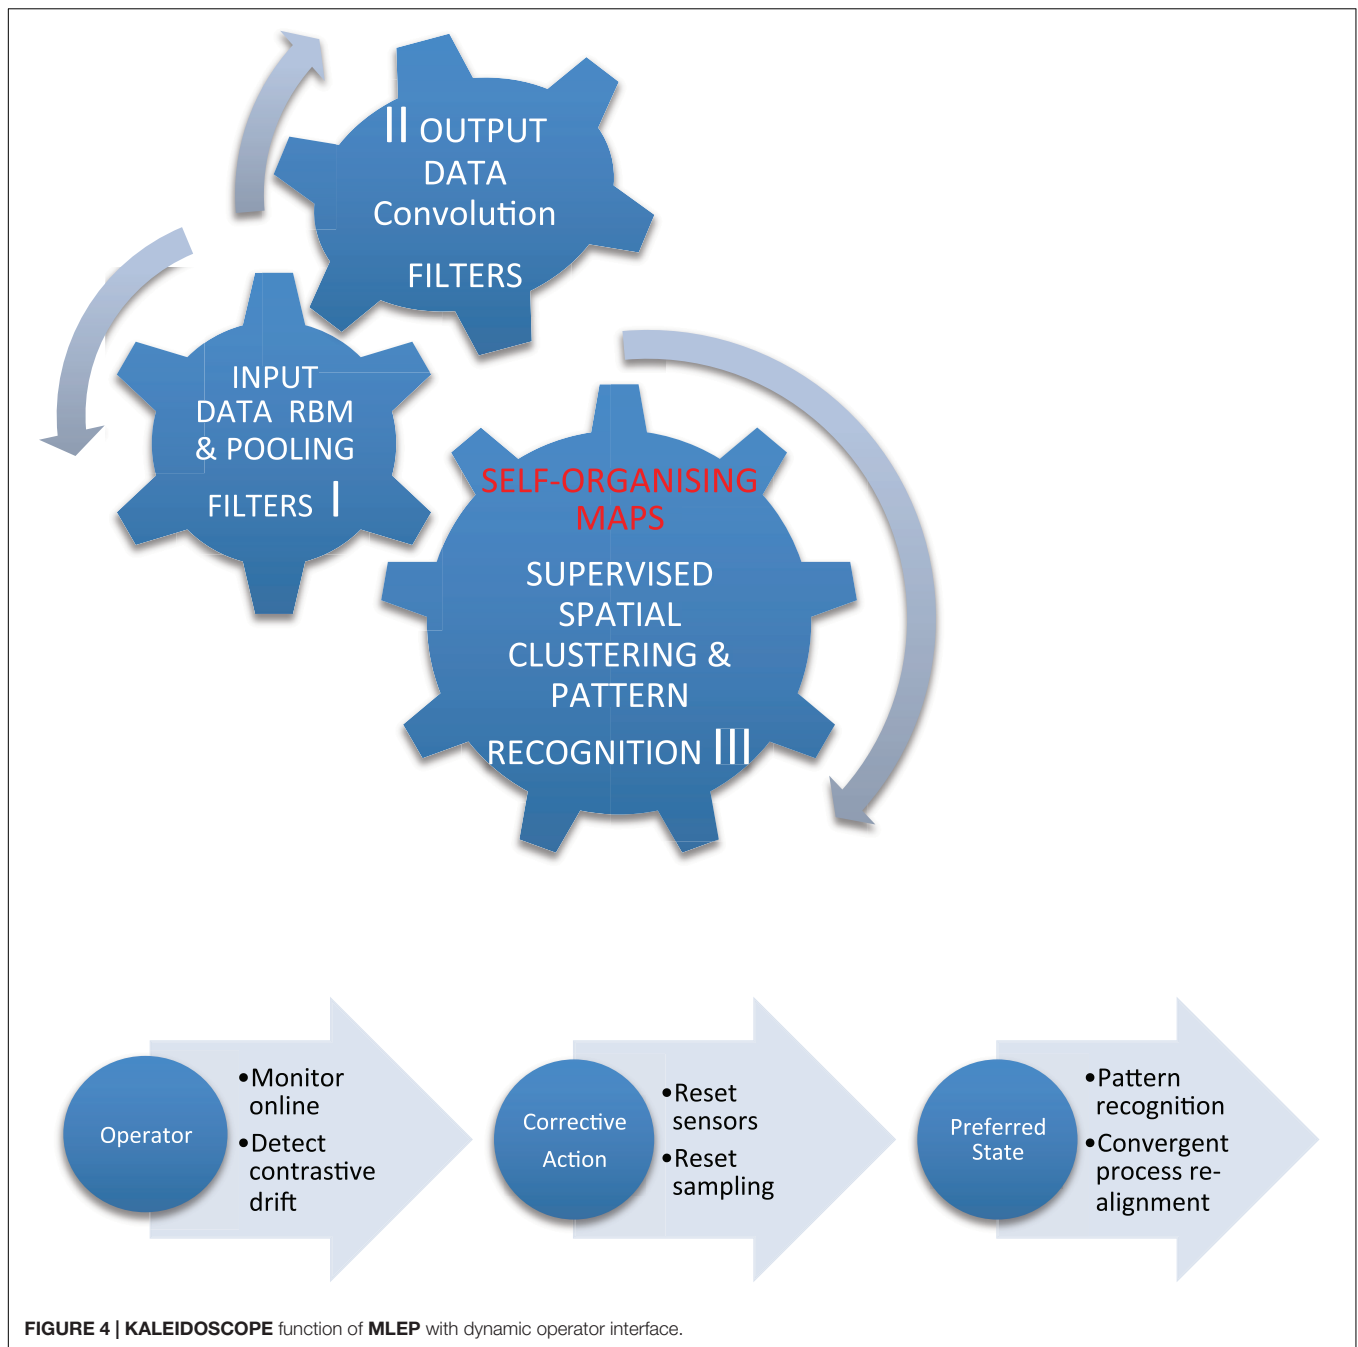 II OUTPUT
DATA
Convolution
FILTERS
INPUT
DATA RBM
& POOLING
FILTERS I
SELF-ORGANISING
MAPS
SUPERVISED
SPATIAL
CLUSTERING &
PATTERN
RECOGNITION III
Operator
•Monitor
online
•Detect
contrastive
drift
Corrective
Action
•Reset
sensors
•Reset
sampling
Preferred
State
•Pattern
recognition
•Convergent
process re-
alignment
FIGURE 4 | KALEIDOSCOPE function of MLEP with dynamic operator interface.